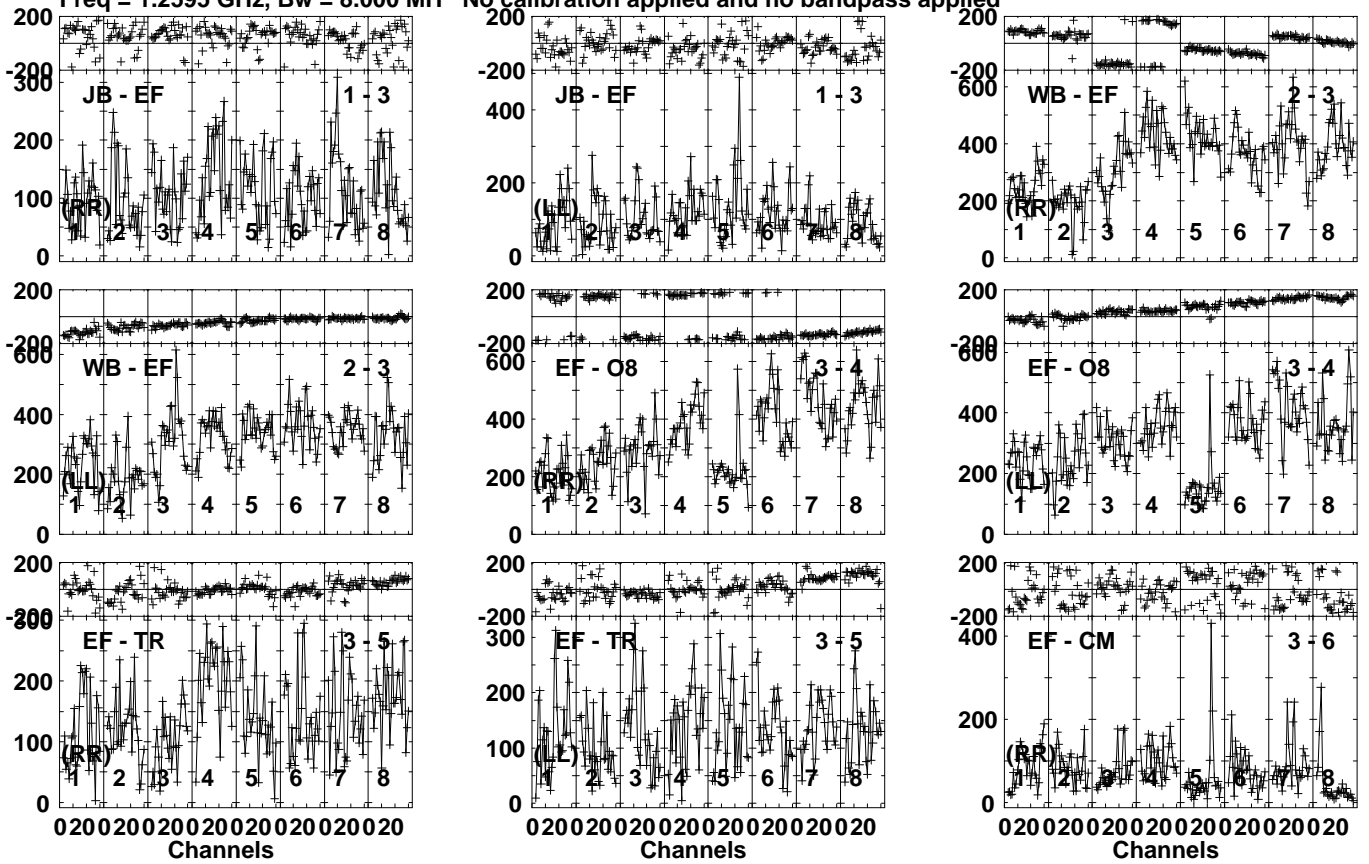 Freq = 1.2595 GHz, Bw = 8.000 MH No calibration applied and no bandpass applied
200 200 200
-200 -200 -200
300 JB - EF 1 - 3 JB - EF 1 - 3 WB - EF 2 - 3
600
400
200 200 400
100 200 200
(RR) (LL) (RR)
1 2 3 4 5 6 7 8 1 2 3 4 5 6 7 8 1 2 3 4 5 6 7 8
0 0 0
200 200 200
-200 -200 -200
600 WB - EF 2 - 3 600 EF - O8 3 - 4 600 EF - O8 3 - 4
400 400 400
200 200 200
(LL) (RR) (LL)
1 2 3 4 5 6 7 8 1 2 3 4 5 6 7 8 1 2 3 4 5 6 7 8
0 0 0
200 200 200
-200 -200 -200
300 EF - TR 3 - 5 300 EF - TR 3 - 5 400 EF - CM 3 - 6
200 200 200
100 100
(RR) (LL) (RR)
1 2 3 4 5 6 7 8 1 2 3 4 5 6 7 8 1 2 3 4 5 6 7 8
0 0 0
0 20 0 20 0 20 0 20 0 20 0 20 0 20 0 20 0 20 0 20 0 20 0 20 0 20 0 20 0 20 0 20 0 20 0 20 0 20 0 20 0 20 0 20 0 20 0 20
Channels Channels Channels